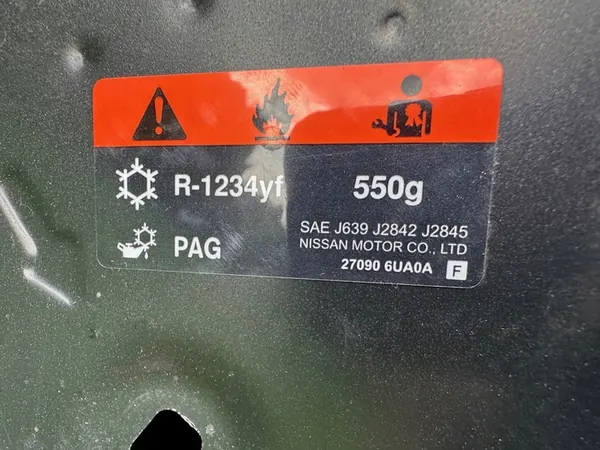 R-1234yf 550g
SAE J639 J2842 J2845
NISSAN MOTOR CO., LTD
PAG
27090 6UA0A F